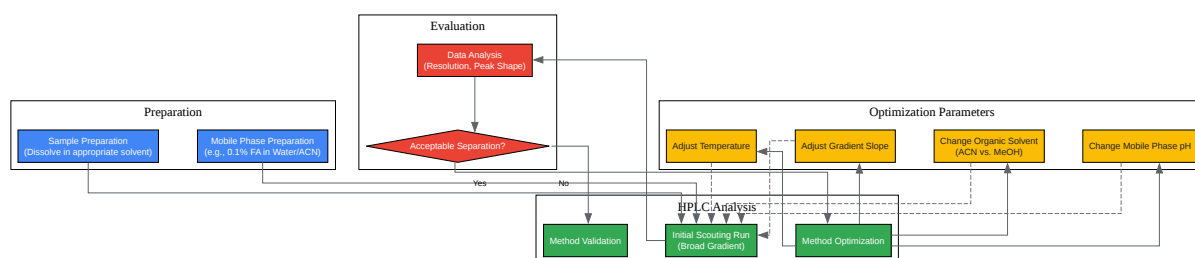 Evaluation
Data Analysis
(Resolution, Peak Shape)
Preparation
Optimization Parameters
Sample Preparation
(Dissolve in appropriate solvent)
Mobile Phase Preparation
(e.g., 0.1% FA in Water/ACN)
Acceptable Separation?
Adjust Temperature
Adjust Gradient Slope
Change Organic Solvent
(ACN vs. MeOH)
Change Mobile Phase pH
Yes
No
HPLC Analysis
Method Validation
Initial Scouting Run
(Broad Gradient)
Method Optimization